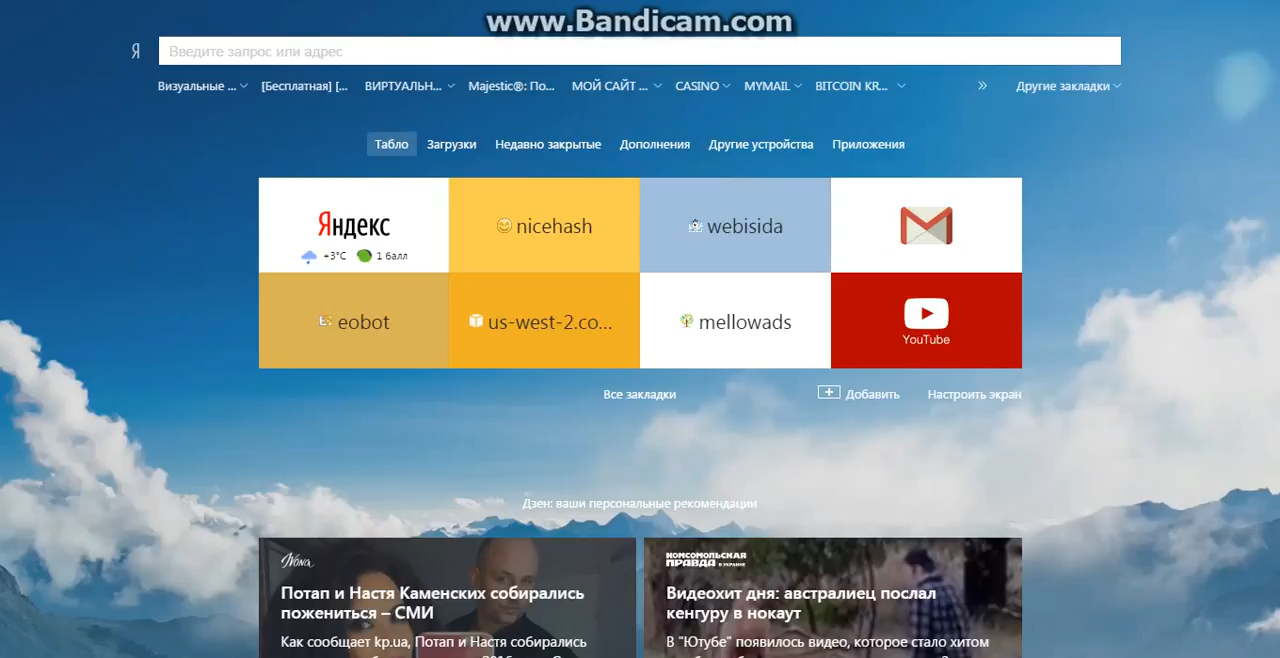 www.Bandicam.com
Я Введите запрос или адрес
Визуальные ... [Бесплатная] [... ВИРТУАЛЬН... Majestic®: По... МОЙ САЙТ ... CASINO MYMAIL BITCOIN KR... » Другие закладки
Табло Загрузки Недавно закрытые Дополнения Другие устройства Приложения
Яндекс nicehash webisida
+3°C 1 балл
eobot us-west-2.co... mellowads YouTube
Все закладки Добавить Настроить экран
Дзен: ваши персональные рекомендации
Wona
Потап и Настя Каменских собирались
пожениться – СМИ
Как сообщает kp.ua, Потап и Настя собирались
КОМСОМОЛЬСКАЯ
ПРАВДА В УКРАИНЕ
Видеохит дня: австралиец послал
кенгуру в нокаут
В "Ютубе" появилось видео, которое стало хитом